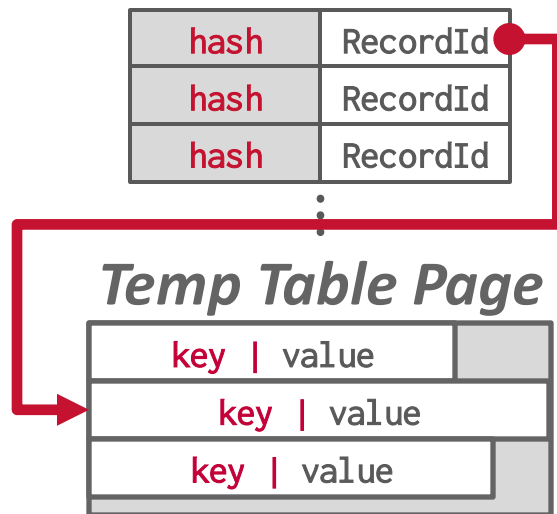 hash RecordId
hash RecordId
hash RecordId
Temp Table Page
key | value
key | value
key | value